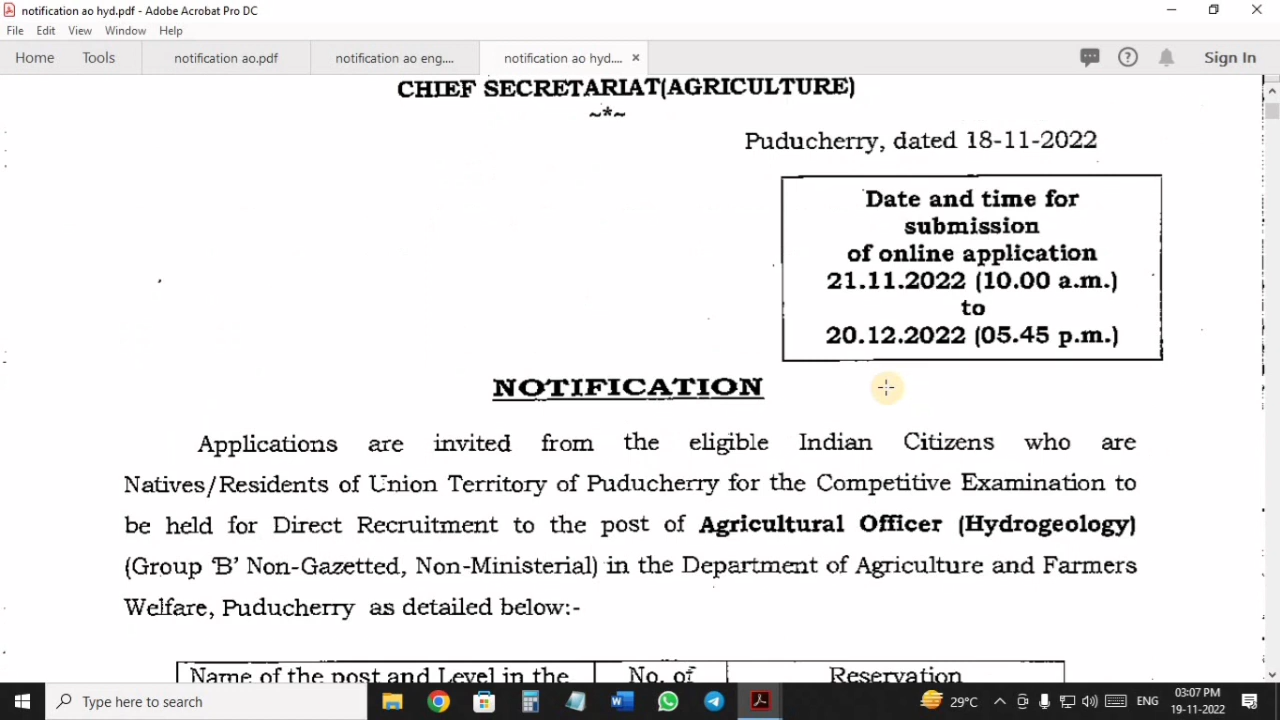 notification ao hyd.pdf - Adobe Acrobat Pro DC
File Edit View Window Help
Home Tools notification ao.pdf notification ao eng.... notification ao hyd.... × Sign In
CHIEF SECRETARIAT(AGRICULTURE)
~*~
Puducherry, dated 18-11-2022
Date and time for
submission
of online application
21.11.2022 (10.00 a.m.)
to
20.12.2022 (05.45 p.m.)
NOTIFICATION
Applications are invited from the eligible Indian Citizens who are
Natives/Residents of Union Territory of Puducherry for the Competitive Examination to
be held for Direct Recruitment to the post of Agricultural Officer (Hydrogeology)
(Group 'B' Non-Gazetted, Non-Ministerial) in the Department of Agriculture and Farmers
Welfare, Puducherry as detailed below:-
Name of the post and Level in the No. of Reservation
Type here to search 29°C ENG 03:07 PM
19-11-2022